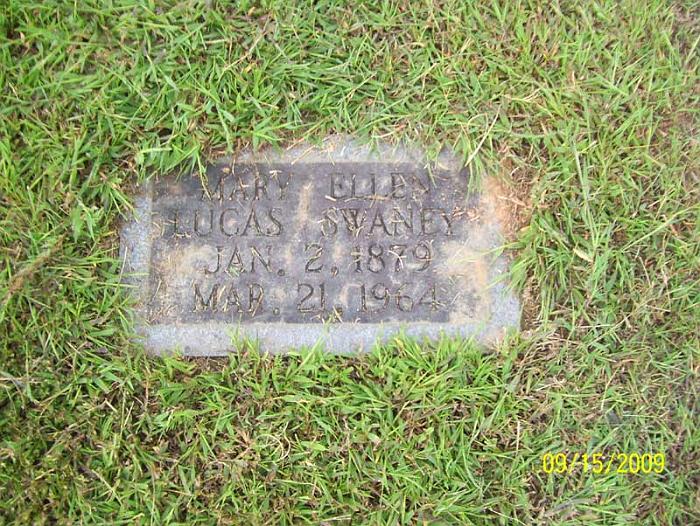 MARY ELLEN
LUCAS SWANEY
JAN. 2, 1879
MAR. 21, 1964
09/15/2009